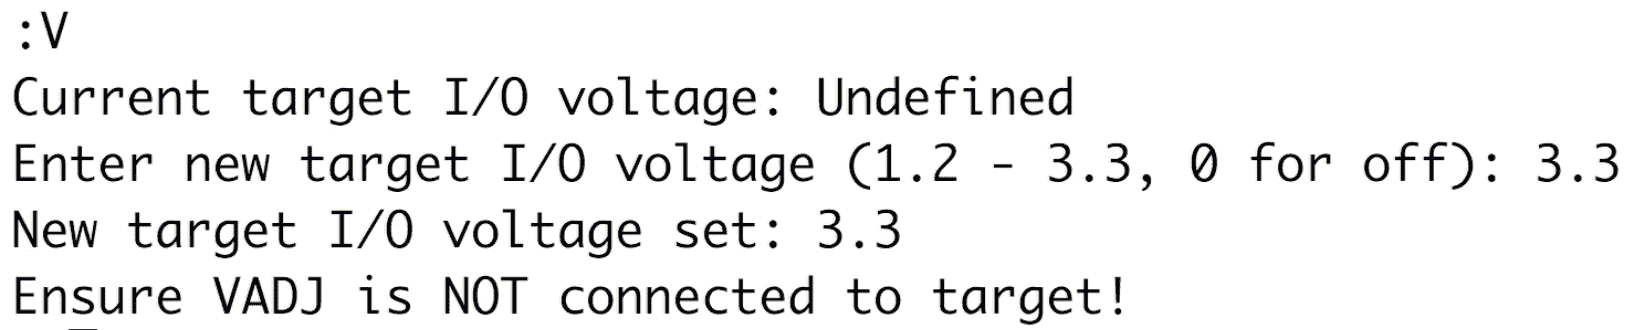 :V
Current target I/O voltage: Undefined
Enter new target I/O voltage (1.2 - 3.3, 0 for off): 3.3
New target I/O voltage set: 3.3
Ensure VADJ is NOT connected to target!